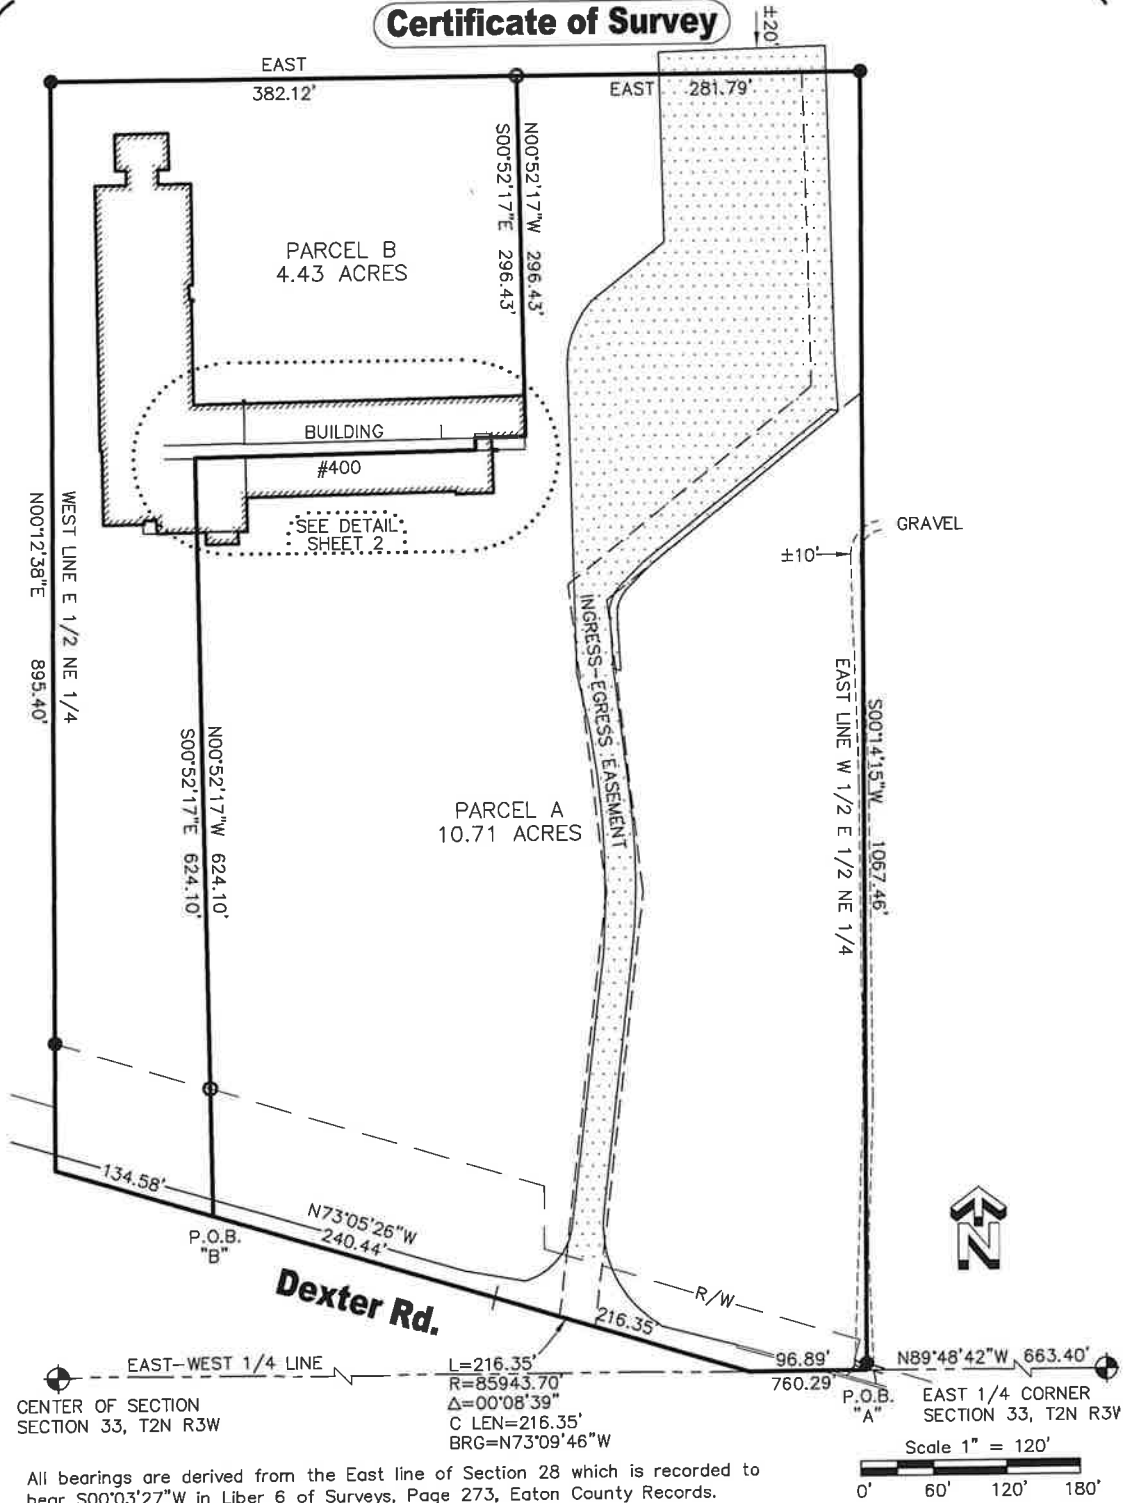 Certificate of Survey
±20'
EAST
382.12'
EAST
281.79'
N00°52'17"W 296.43'
S00°52'17"E 296.43'
PARCEL B
4.43 ACRES
BUILDING
#400
SEE DETAIL
SHEET 2
GRAVEL
±10'
WEST LINE E 1/2 NE 1/4
N00°12'38"E 895.40'
INGRESS-EGRESS EASEMENT
EAST LINE W 1/2 E 1/2 NE 1/4
S00°14'15"W 1067.46'
N00°52'17"W 624.10'
S00°52'17"E 624.10'
PARCEL A
10.71 ACRES
134.58'
N73°05'26"W
240.44'
P.O.B.
"B"
Dexter Rd.
R/W
216.35'
96.89'
760.29'
N89°48'42"W 663.40'
EAST-WEST 1/4 LINE
L=216.35'
R=85943.70'
Δ=00°08'39"
C LEN=216.35'
BRG=N73°09'46"W
CENTER OF SECTION
SECTION 33, T2N R3W
P.O.B.
"A"
EAST 1/4 CORNER
SECTION 33, T2N R3W
N
Scale 1" = 120'
0' 60' 120' 180'
All bearings are derived from the East line of Section 28 which is recorded to
bear S00°03'27"W in Liber 6 of Surveys, Page 273, Eaton County Records.